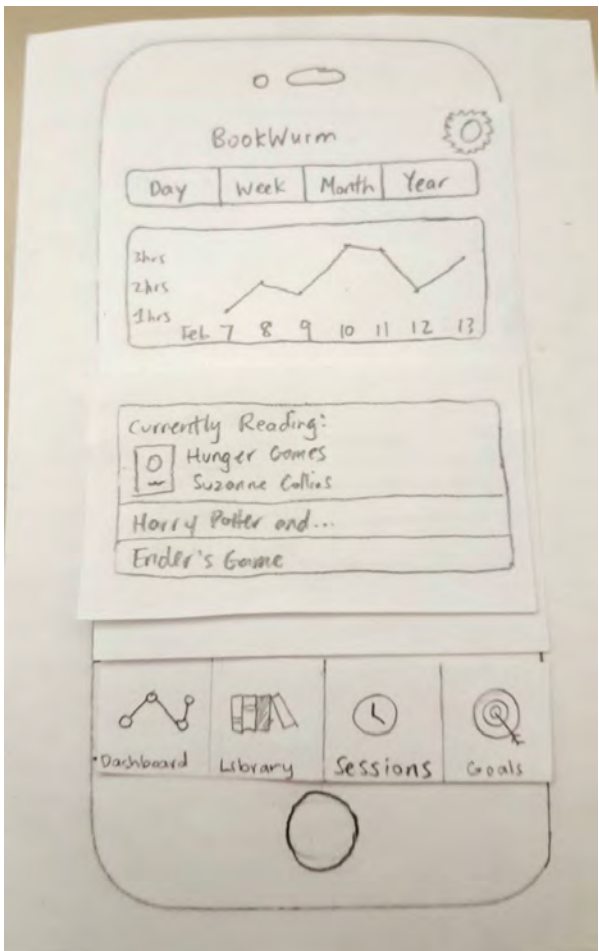 BookWurm
Day Week Month Year
3hrs
2hrs
1hrs
Feb 7 8 9 10 11 12 13
Currently Reading:
Hunger Games
Suzanne Collins
Harry Potter and...
Ender's Game
Dashboard Library Sessions Goals